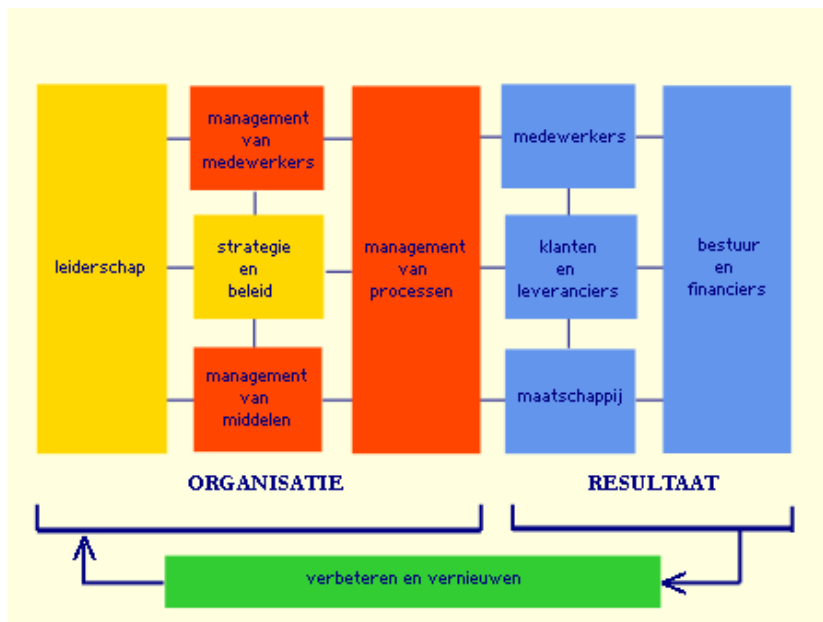 leiderschap
management
van
medewerkers
strategie
en
beleid
management
van
middelen
management
van
processen
medewerkers
klanten
en
leveranciers
maatschappij
bestuur
en
financiers
ORGANISATIE
RESULTAAT
verbeteren en vernieuwen